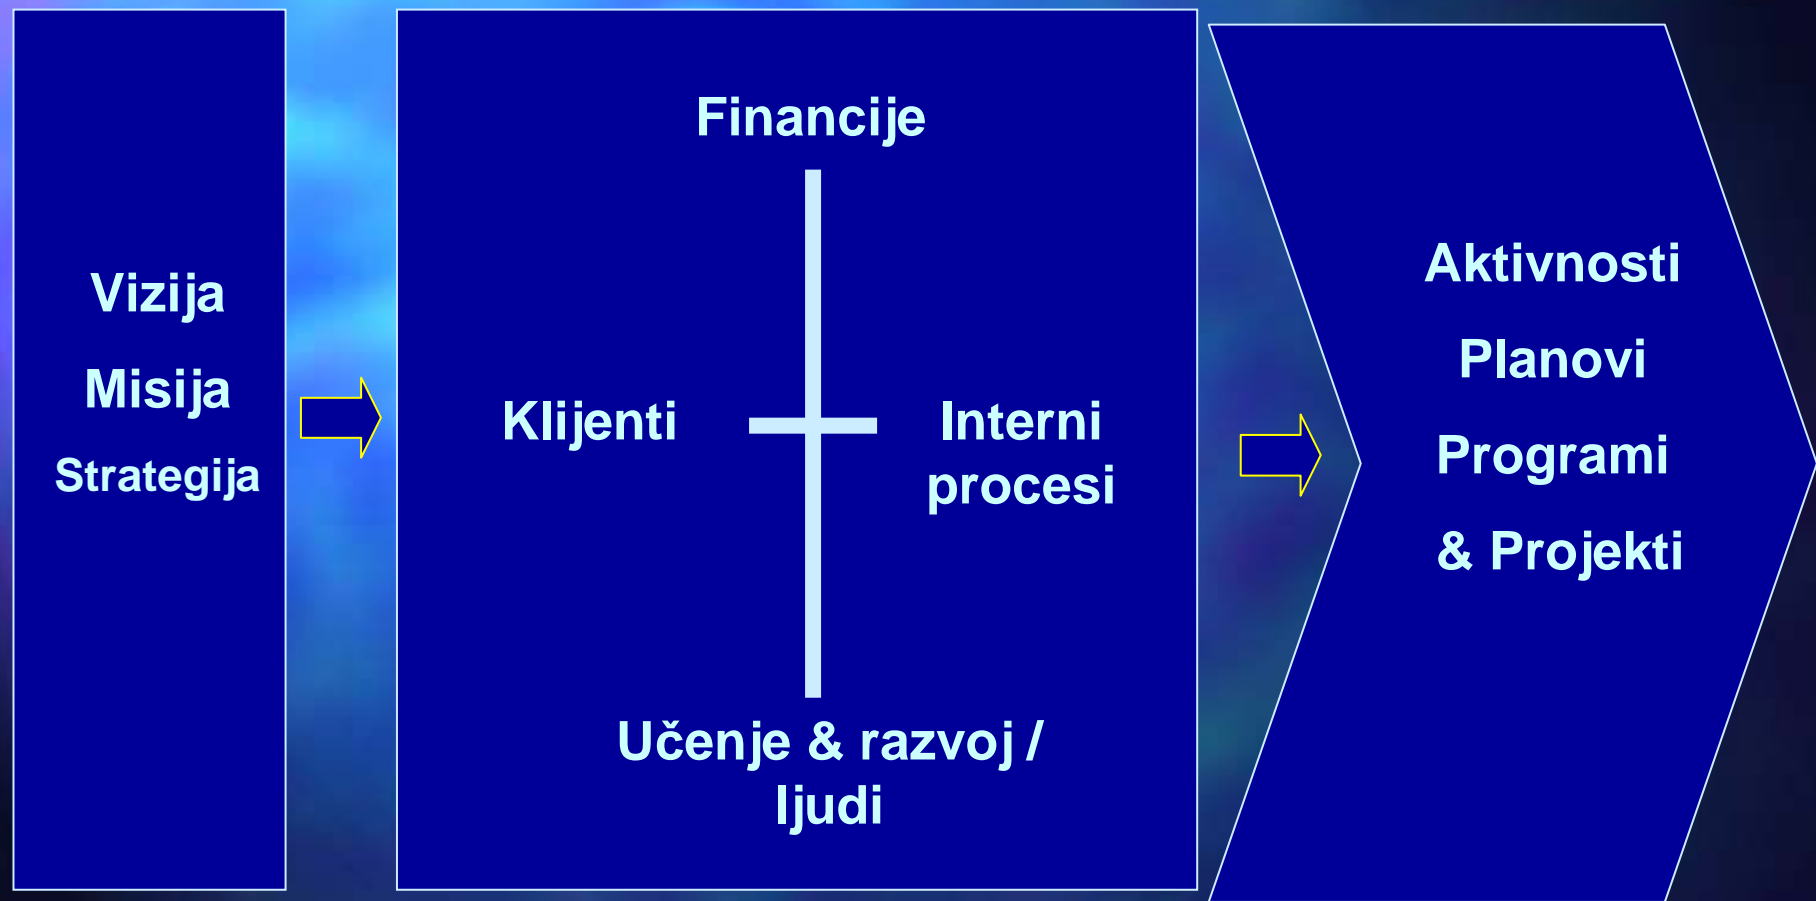 Vizija
Misija
Strategija
Financije
Klijenti
Interni
procesi
Učenje & razvoj /
ljudi
Aktivnosti
Planovi
Programi
& Projekti